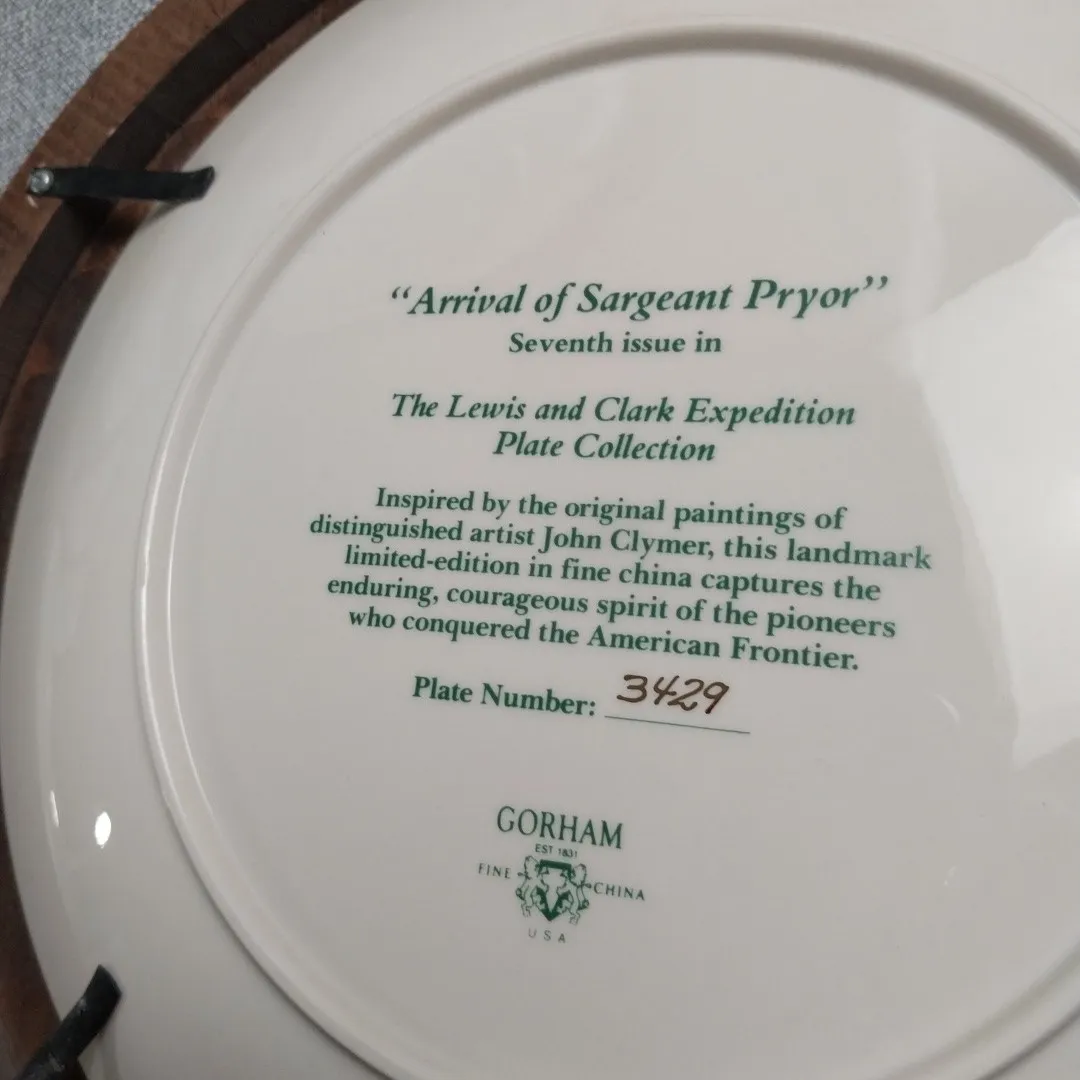 “Arrival of Sargeant Pryor”
Seventh issue in
The Lewis and Clark Expedition
Plate Collection
Inspired by the original paintings of
distinguished artist John Clymer, this landmark
limited-edition in fine china captures the
enduring, courageous spirit of the pioneers
who conquered the American Frontier.
Plate Number: 3429
GORHAM
EST 1831
FINE CHINA
USA